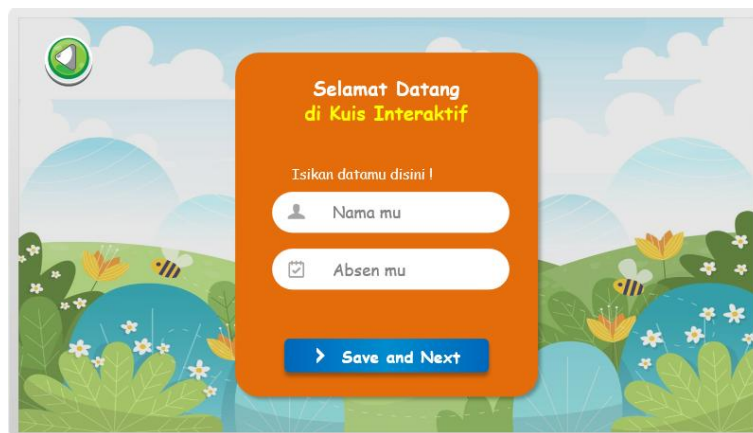 Selamat Datang
di Kuis Interaktif
Isikan datamu disini !
Nama mu
Absen mu
Save and Next